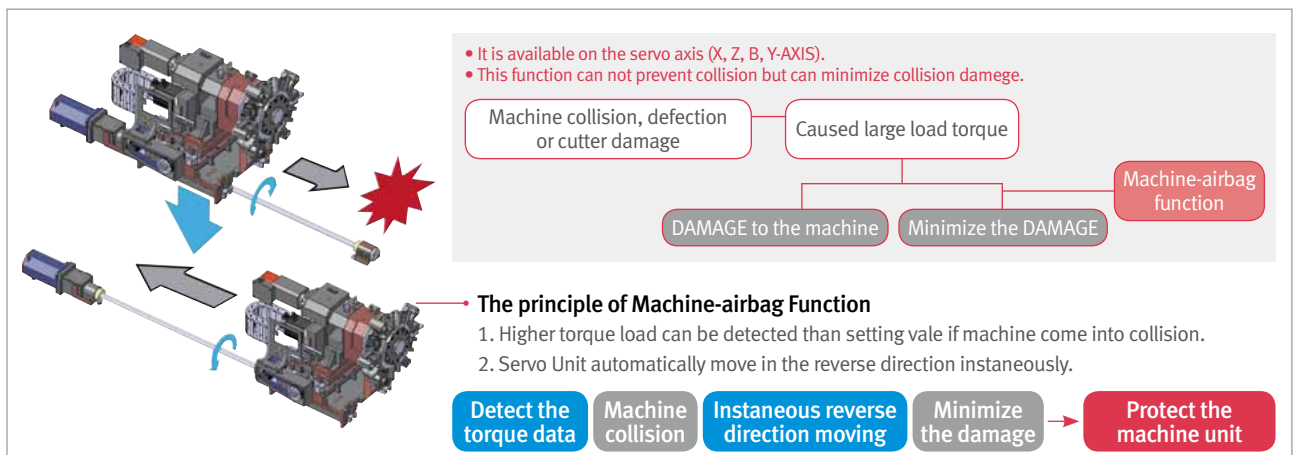 • It is available on the servo axis (X, Z, B, Y-AXIS).
• This function can not prevent collision but can minimize collision damege.
Machine collision, defection
or cutter damage
Caused large load torque
Machine-airbag
function
DAMAGE to the machine
Minimize the DAMAGE
The principle of Machine-airbag Function
1. Higher torque load can be detected than setting vale if machine come into collision.
2. Servo Unit automatically move in the reverse direction instaneously.
Detect the
torque data
Machine
collision
Instaneous reverse
direction moving
Minimize
the damage
Protect the
machine unit